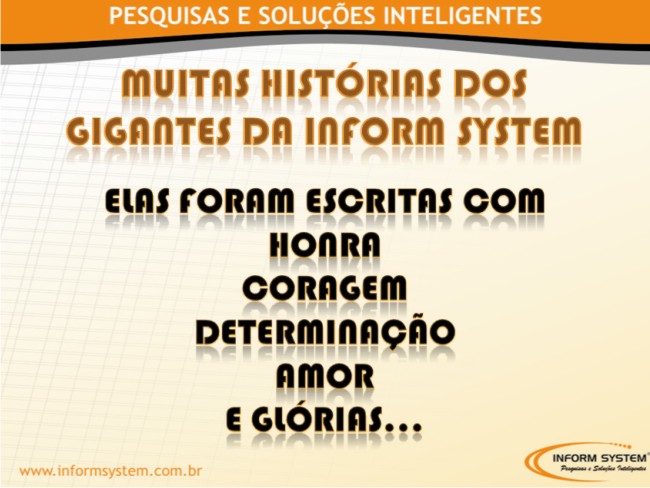 PESQUISAS E SOLUÇÕES INTELIGENTES
MUITAS HISTÓRIAS DOS
GIGANTES DA INFORM SYSTEM
ELAS FORAM ESCRITAS COM
HONRA
CORAGEM
DETERMINAÇÃO
AMOR
E GLÓRIAS...
www.informsystem.com.br
INFORM SYSTEM
Pesquisas e Soluções Inteligentes